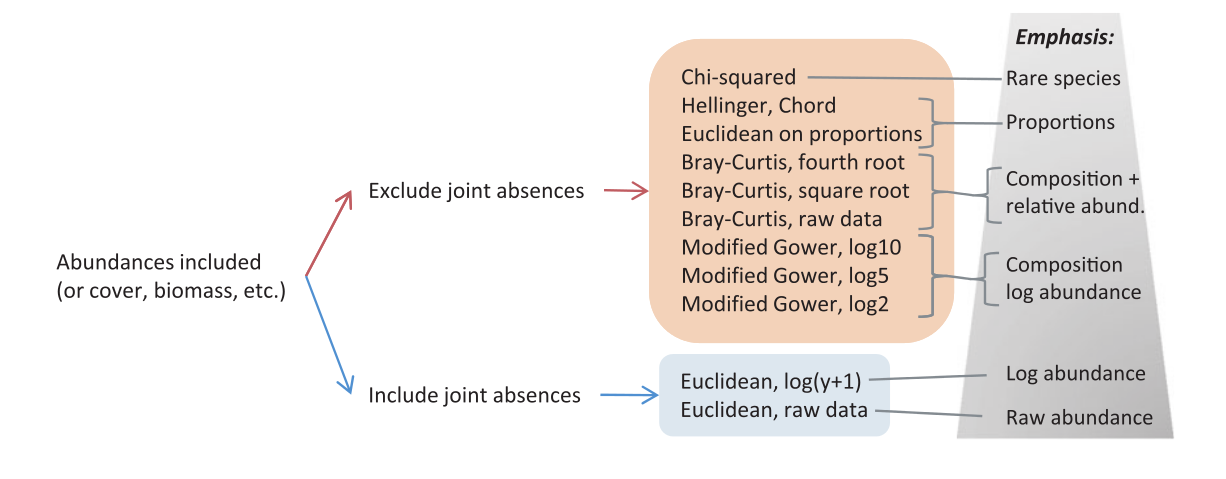 Emphasis:
Chi-squared
Rare species
Hellinger, Chord
Euclidean on proportions
Proportions
Bray-Curtis, fourth root
Bray-Curtis, square root
Bray-Curtis, raw data
Composition +
relative abund.
Exclude joint absences
Modified Gower, log10
Modified Gower, log5
Modified Gower, log2
Composition
log abundance
Abundances included
(or cover, biomass, etc.)
Include joint absences
Euclidean, log(y+1)
Euclidean, raw data
Log abundance
Raw abundance